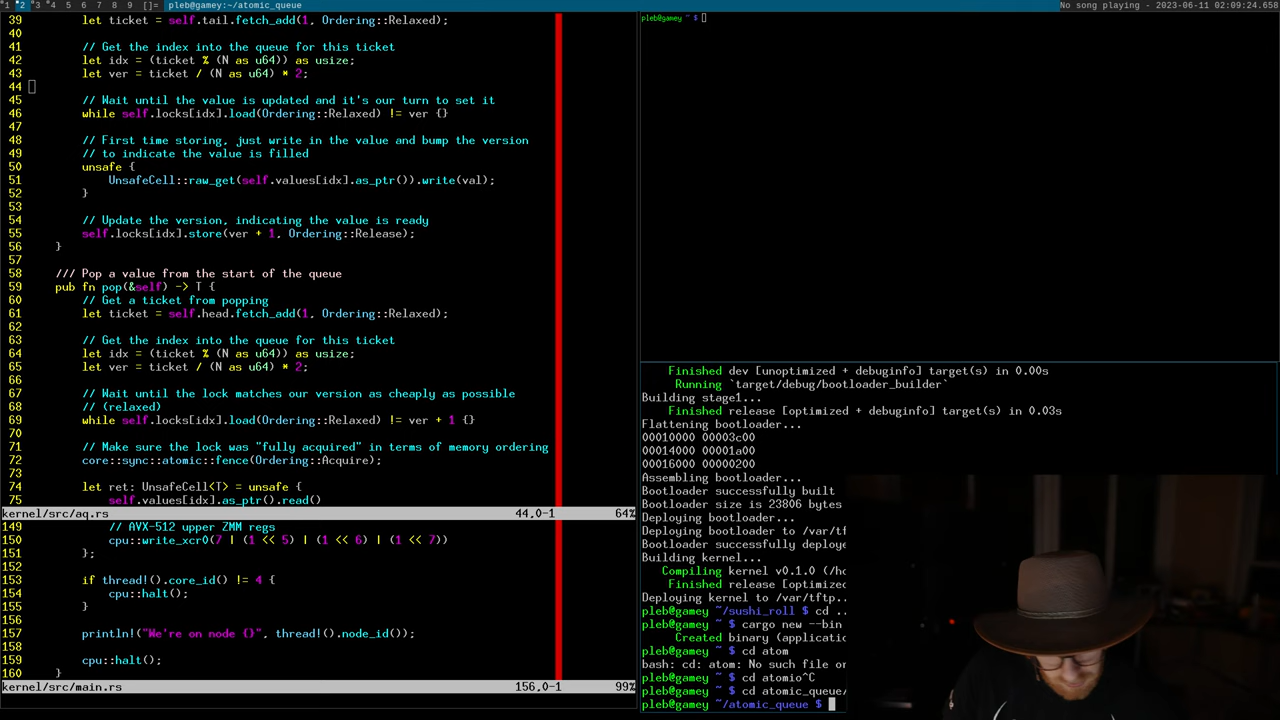 1 2 3 4 5 6 7 8 9 []= pleb@gamey:~/atomic_queue No song playing - 2023-06-11 02:09:24.658
39 let ticket = self.tail.fetch_add(1, Ordering::Relaxed);
40
41 // Get the index into the queue for this ticket
42 let idx = (ticket % (N as u64)) as usize;
43 let ver = ticket / (N as u64) * 2;
44
45 // Wait until the value is updated and it's our turn to set it
46 while self.locks[idx].load(Ordering::Relaxed) != ver {}
47
48 // First time storing, just write in the value and bump the version
49 // to indicate the value is filled
50 unsafe {
51 UnsafeCell::raw_get(self.values[idx].as_ptr()).write(val);
52 }
53
54 // Update the version, indicating the value is ready
55 self.locks[idx].store(ver + 1, Ordering::Release);
56 }
57
58 /// Pop a value from the start of the queue
59 pub fn pop(&self) -> T {
60 // Get a ticket from popping
61 let ticket = self.head.fetch_add(1, Ordering::Relaxed);
62
63 // Get the index into the queue for this ticket
64 let idx = (ticket % (N as u64)) as usize;
65 let ver = ticket / (N as u64) * 2;
66
67 // Wait until the lock matches our version as cheaply as possible
68 // (relaxed)
69 while self.locks[idx].load(Ordering::Relaxed) != ver + 1 {}
70
71 // Make sure the lock was "fully acquired" in terms of memory ordering
72 core::sync::atomic::fence(Ordering::Acquire);
73
74 let ret: UnsafeCell<T> = unsafe {
75 self.values[idx].as_ptr().read()
kernel/src/aq.rs 44,0-1 64%
149 // AVX-512 upper ZMM regs
150 cpu::write_xcr0(7 | (1 << 5) | (1 << 6) | (1 << 7))
151 };
152
153 if thread!().core_id() != 4 {
154 cpu::halt();
155 }
156
157 println!("We're on node {}", thread!().node_id());
158
159 cpu::halt();
160 }
kernel/src/main.rs 156,0-1 99%
pleb@gamey ~ $
Finished dev [unoptimized + debuginfo] target(s) in 0.00s
Running `target/debug/bootloader_builder`
Building stage1...
Finished release [optimized + debuginfo] target(s) in 0.03s
Flattening bootloader...
00010000 00003c00
00014000 00001a00
00016000 00000200
Assembling bootloader...
Bootloader successfully built
Bootloader size is 23806 bytes
Deploying bootloader...
Deploying bootloader to /var/tf
Bootloader successfully deploye
Building kernel...
Compiling kernel v0.1.0 (/ho
Finished release [optimized
Deploying kernel to /var/tftp..
pleb@gamey ~/sushi_roll $ cd ..
pleb@gamey ~ $ cargo new --bin
Created binary (applicatio
pleb@gamey ~ $ cd atom
bash: cd: atom: No such file or
pleb@gamey ~ $ cd atomio^C
pleb@gamey ~ $ cd atomic_queue/
pleb@gamey ~/atomic_queue $